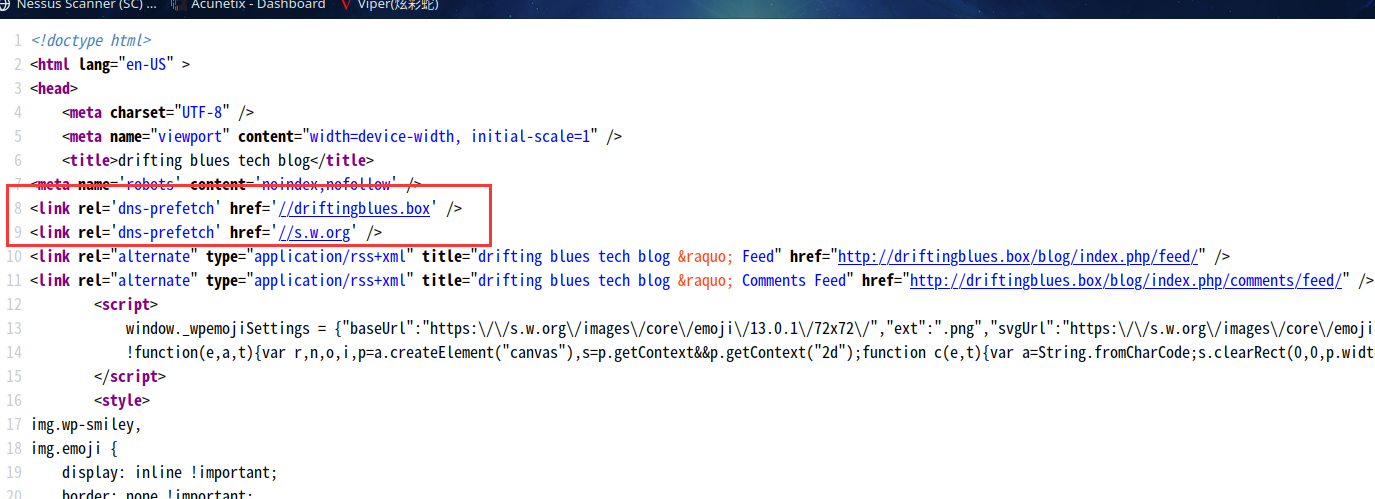 Nessus Scanner (SC) ... Acunetix - Dashboard Viper(炫彩蛇)
1 <!doctype html>
2 <html lang="en-US" >
3 <head>
4 <meta charset="UTF-8" />
5 <meta name="viewport" content="width=device-width, initial-scale=1" />
6 <title>drifting blues tech blog</title>
7 <meta name='robots' content='noindex,nofollow' />
8 <link rel='dns-prefetch' href='//driftingblues.box' />
9 <link rel='dns-prefetch' href='//s.w.org' />
10 <link rel="alternate" type="application/rss+xml" title="drifting blues tech blog &raquo; Feed" href="http://driftingblues.box/blog/index.php/feed/" />
11 <link rel="alternate" type="application/rss+xml" title="drifting blues tech blog &raquo; Comments Feed" href="http://driftingblues.box/blog/index.php/comments/feed/" />
12 <script>
13 window._wpemojiSettings = {"baseUrl":"https:\/\/s.w.org\/images\/core\/emoji\/13.0.1\/72x72\/","ext":".png","svgUrl":"https:\/\/s.w.org\/images\/core\/emoji
14 !function(e,a,t){var r,n,o,i,p=a.createElement("canvas"),s=p.getContext&&p.getContext("2d");function c(e,t){var a=String.fromCharCode;s.clearRect(0,0,p.widt
15 </script>
16 <style>
17 img.wp-smiley,
18 img.emoji {
19 display: inline !important;
20 border: none !important;